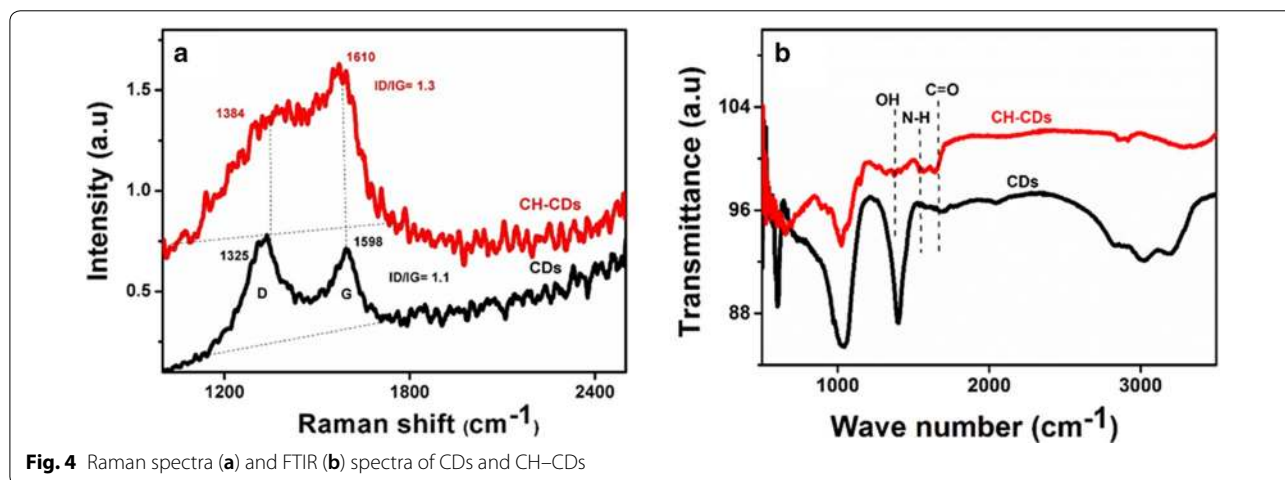 a
1610
ID/IG= 1.3
1384
CH-CDs
1325
1598
ID/IG= 1.1
CDs
D
G
1.5
1.0
0.5
1200
1800
2400
Intensity (a.u)
Raman shift (cm-1)
b
C=O
OH
N-H
CH-CDs
CDs
104
96
88
1000
2000
3000
Transmittance (a.u)
Wave number (cm-1)
Fig. 4 Raman spectra (a) and FTIR (b) spectra of CDs and CH–CDs